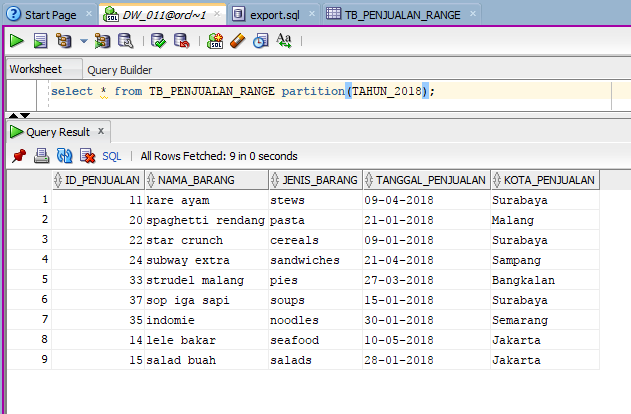 Start Page DW_011@orcl~1 export.sql TB_PENJUALAN_RANGE
SQL Aa
Worksheet Query Builder
select * from TB_PENJUALAN_RANGE partition(TAHUN_2018);
Query Result x
SQL | All Rows Fetched: 9 in 0 seconds
ID_PENJUALAN NAMA_BARANG JENIS_BARANG TANGGAL_PENJUALAN KOTA_PENJUALAN
1 11 kare ayam stews 09-04-2018 Surabaya
2 20 spaghetti rendang pasta 21-01-2018 Malang
3 22 star crunch cereals 09-01-2018 Surabaya
4 24 subway extra sandwiches 21-04-2018 Sampang
5 33 strudel malang pies 27-03-2018 Bangkalan
6 37 sop iga sapi soups 15-01-2018 Surabaya
7 35 indomie noodles 30-01-2018 Semarang
8 14 lele bakar seafood 10-05-2018 Jakarta
9 15 salad buah salads 28-01-2018 Jakarta